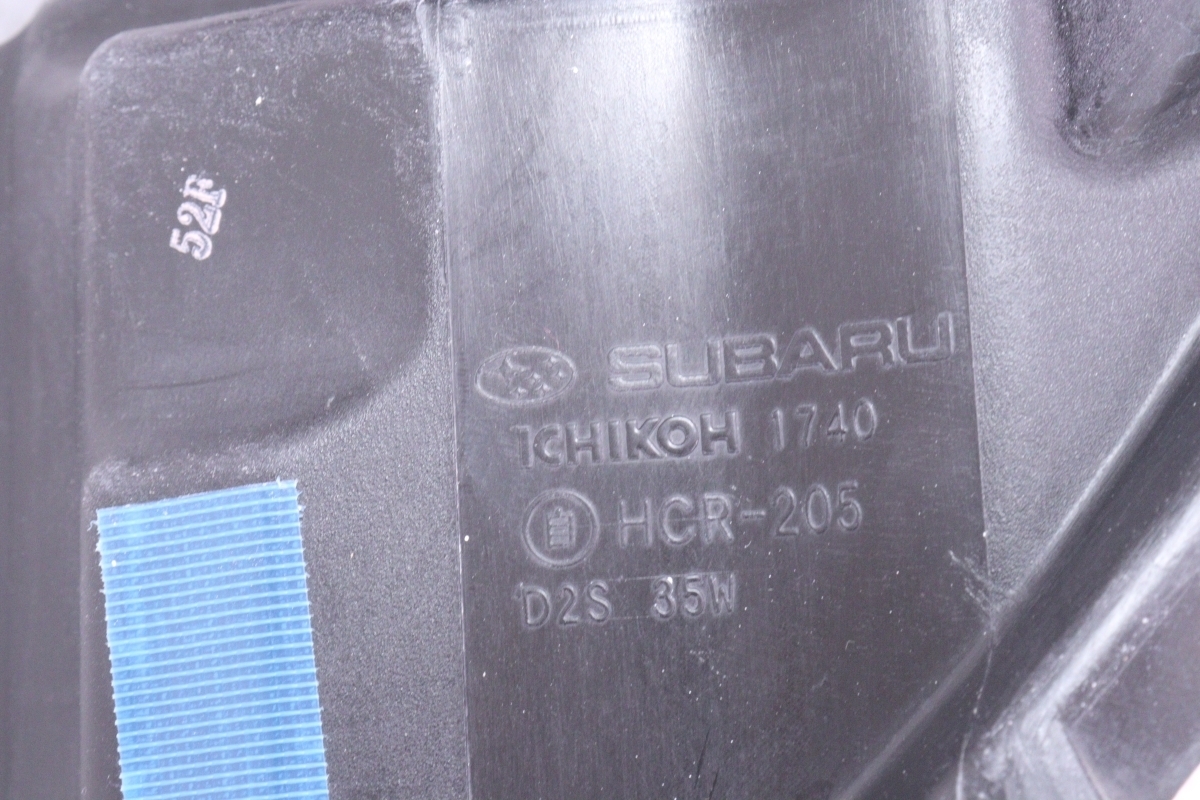 52R
SUBARU
ICHIKOH 1740
HCR-205
D2S 35W